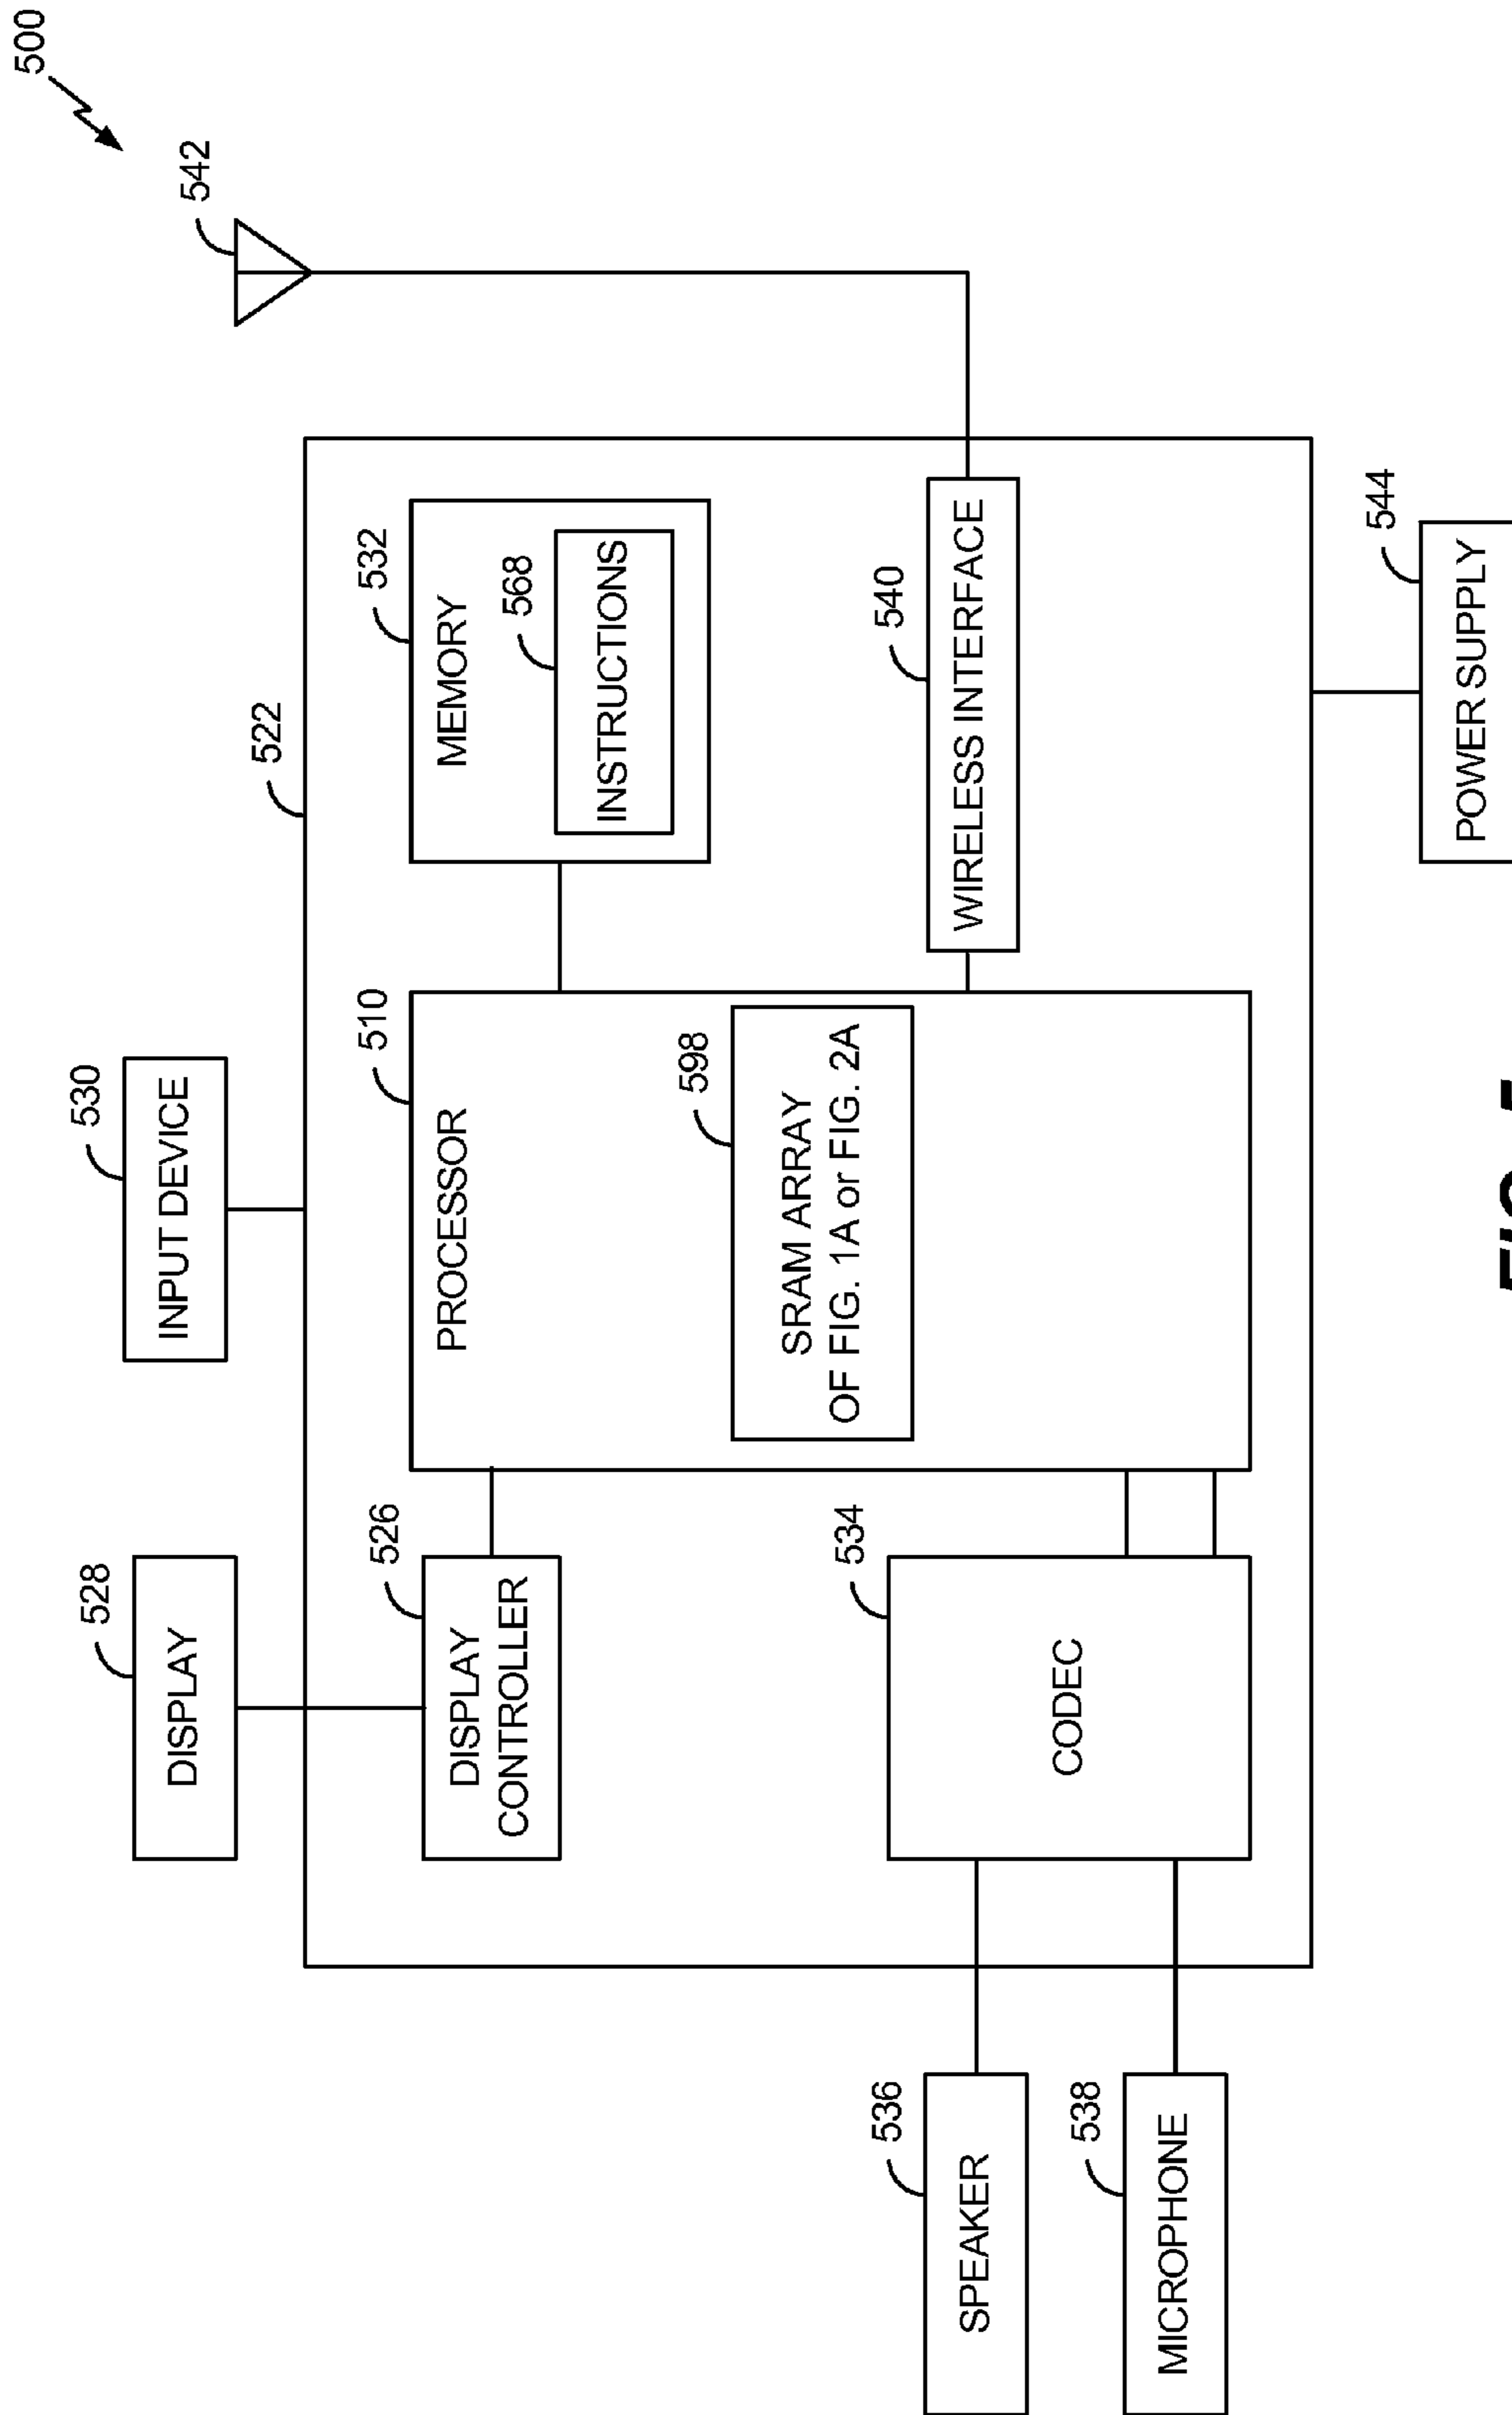 500
542
522
530
528
INPUT DEVICE
DISPLAY
526
DISPLAY
CONTROLLER
510
PROCESSOR
532
MEMORY
568
INSTRUCTIONS
598
SRAM ARRAY
OF FIG. 1A or FIG. 2A
536
SPEAKER
538
MICROPHONE
534
CODEC
540
WIRELESS INTERFACE
544
POWER SUPPLY